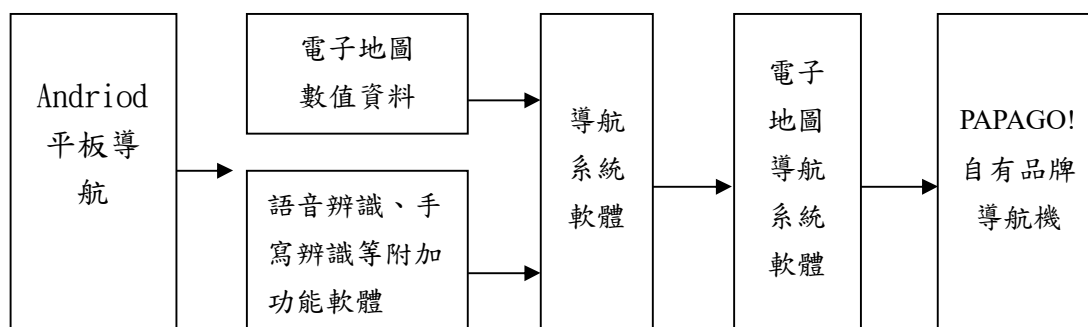 Andriod
平板導
航
電子地圖
數值資料
語音辨識、手
寫辨識等附加
功能軟體
導航
系統
軟體
電子
地圖
導航
系統
軟體
PAPAGO!
自有品牌
導航機